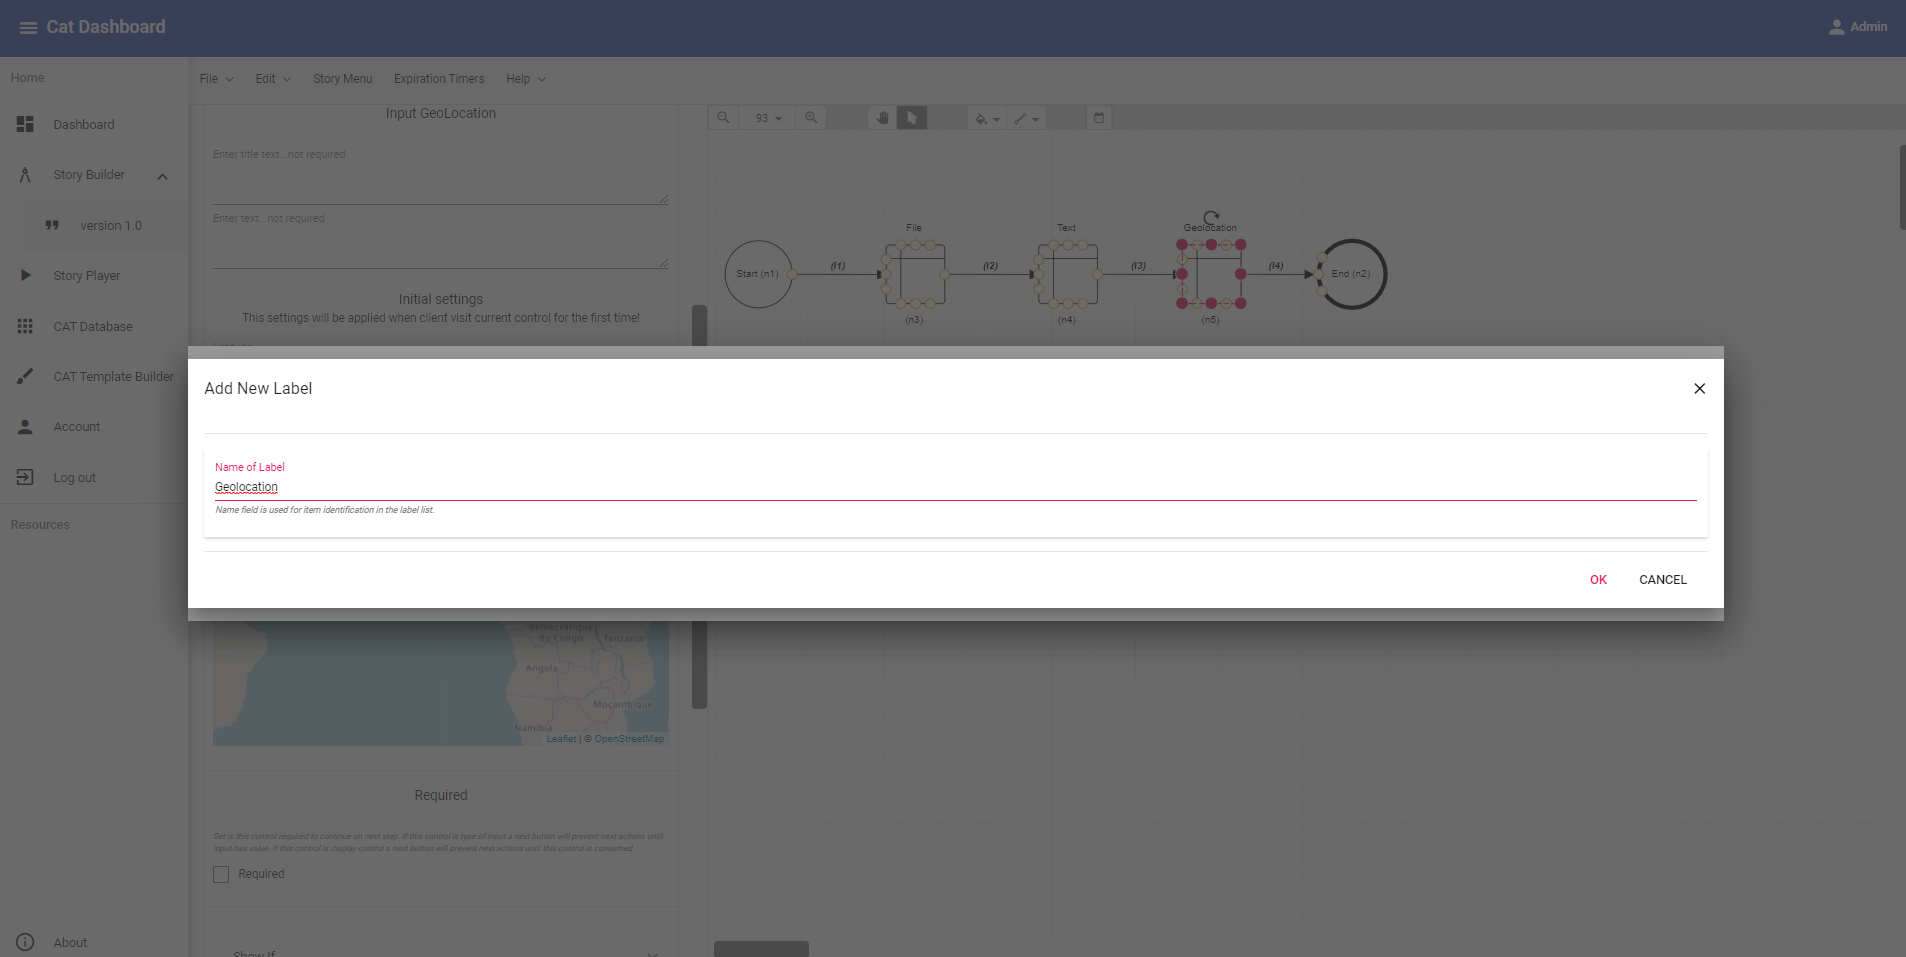 Cat Dashboard
Admin
Home
Dashboard
Story Builder
version 1.0
Story Player
CAT Database
CAT Template Builder
Account
Log out
Resources
About
File
Edit
Story Menu
Expiration Timers
Help
Input GeoLocation
Enter title text...not required
Enter text...not required
Initial settings
This settings will be applied when client visit current control for the first time!
93
File
Text
Geolocation
Start (n1)
(l1)
(l2)
(l3)
(l4)
End (n2)
(n3)
(n4)
(n5)
Add New Label
Name of Label
Geolocation
Name field is used for item identification in the label list.
OK
CANCEL
démocratique
du Congo
Tanzania
Angola
Moçambique
Namibia
Leaflet | © OpenStreetMap
Required
Set is this control required to continue on next step. If this control is type of input a next button will prevent next actions until
input has value. If this control is display control a next button will prevent next actions until this control is consumed.
Required
Show If